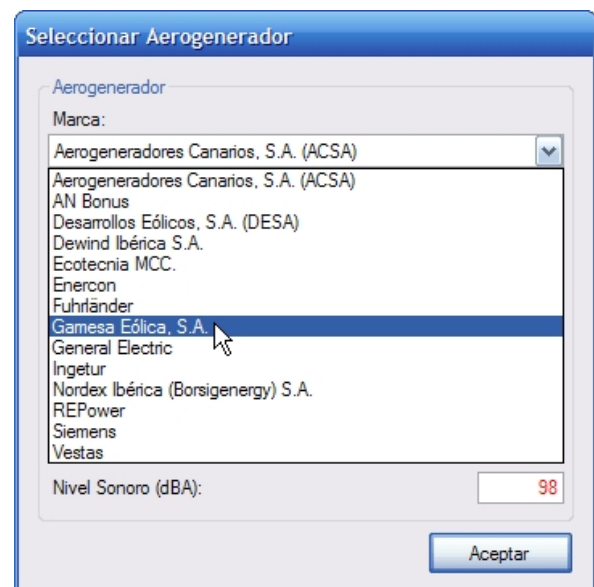 Seleccionar Aerogenerador
Aerogenerador
Marca:
Aerogeneradores Canarios, S.A. (ACSA)
Aerogeneradores Canarios, S.A. (ACSA)
AN Bonus
Desarrollos Eólicos, S.A. (DESA)
Dewind Ibérica S.A.
Ecotecnia MCC.
Enercon
Fuhrländer
Gamesa Eólica, S.A.
General Electric
Ingetur
Nordex Ibérica (Borsigenergy) S.A.
REPower
Siemens
Vestas
Nivel Sonoro (dBA): 98
Aceptar